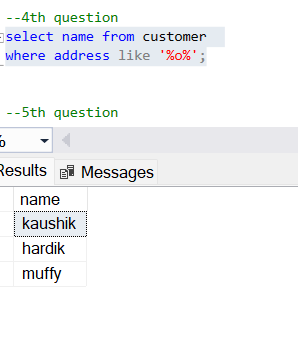 --4th question
select name from customer
where address like '%o%';
--5th question
%
Results
Messages
name
kaushik
hardik
muffy